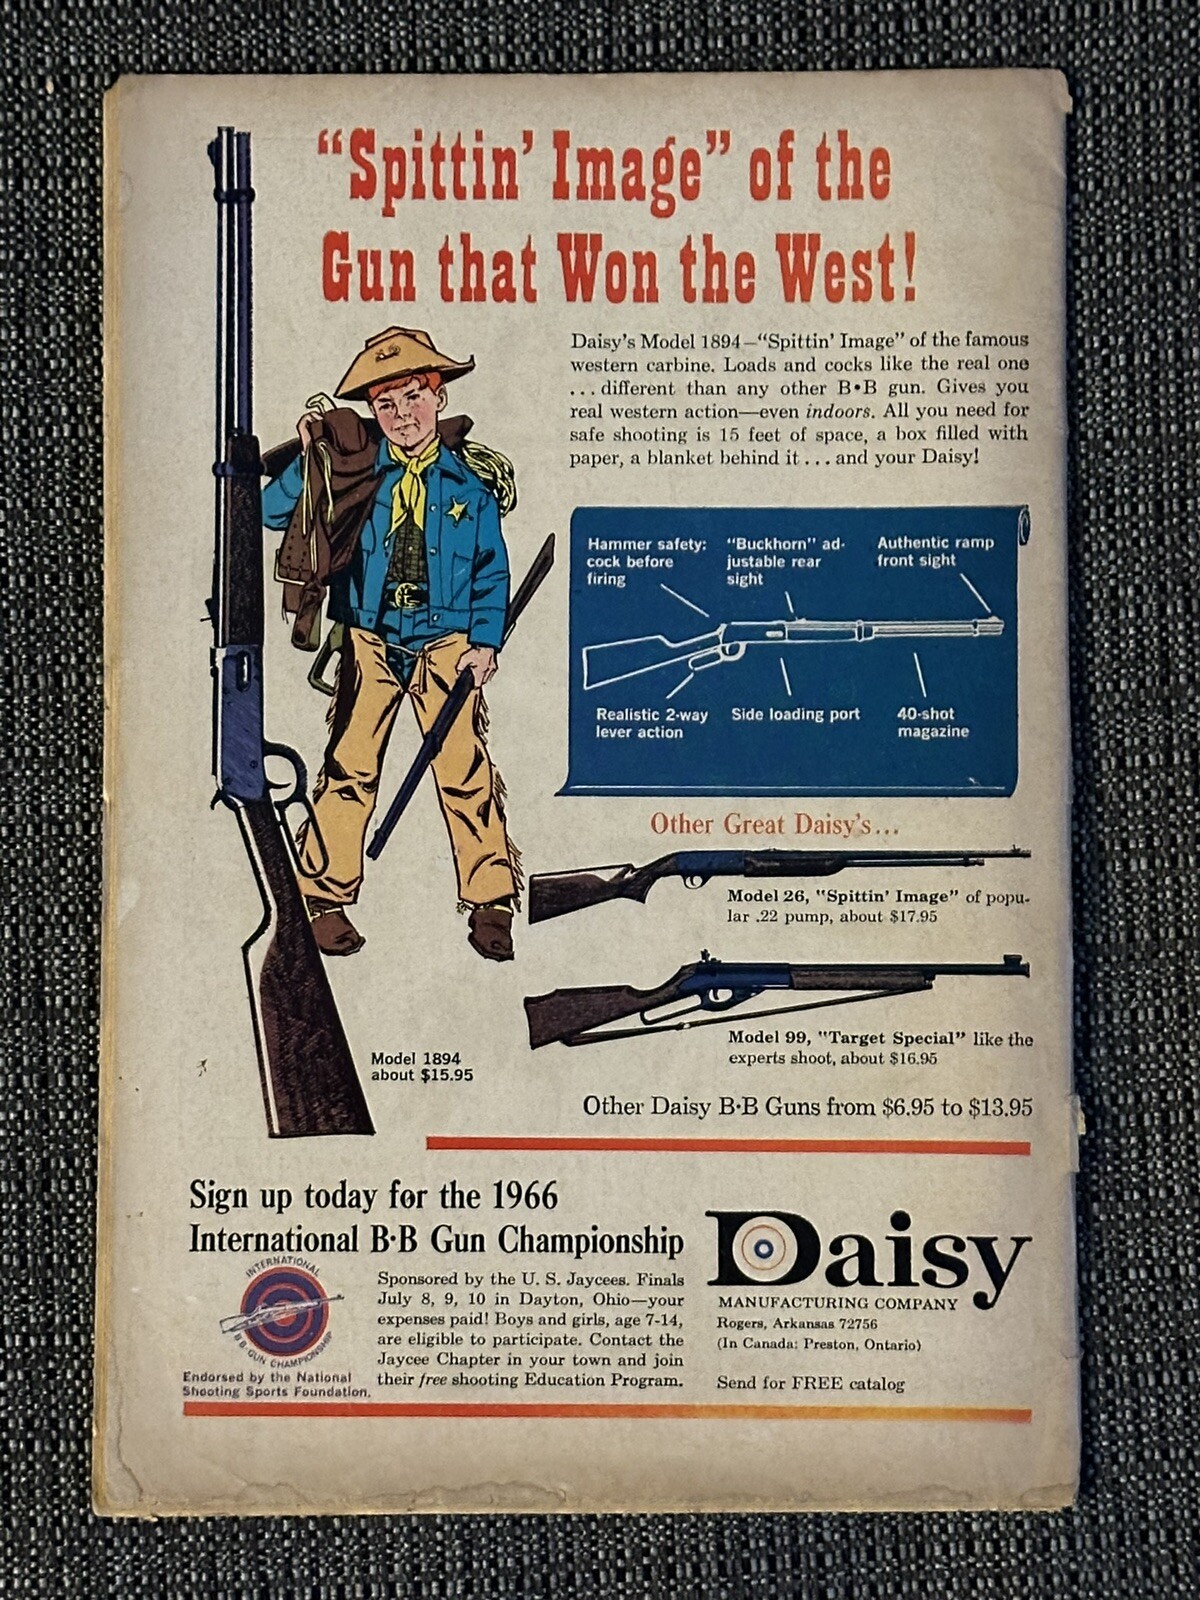 “Spittin’ Image” of the
Gun that Won the West!
Daisy’s Model 1894—“Spittin’ Image” of the famous
western carbine. Loads and cocks like the real one
. . . different than any other B•B gun. Gives you
real western action—even indoors. All you need for
safe shooting is 15 feet of space, a box filled with
paper, a blanket behind it . . . and your Daisy!
Hammer safety:
cock before
firing
"Buckhorn" ad-
justable rear
sight
Authentic ramp
front sight
Realistic 2-way
lever action
Side loading port
40-shot
magazine
Other Great Daisy’s...
Model 26, “Spittin’ Image” of popu-
lar .22 pump, about $17.95
Model 99, “Target Special” like the
experts shoot, about $16.95
Model 1894
about $15.95
Other Daisy B•B Guns from $6.95 to $13.95
Sign up today for the 1966
International B•B Gun Championship
INTERNATIONAL
B•B•GUN CHAMPIONSHIP
Endorsed by the National
Shooting Sports Foundation.
Sponsored by the U. S. Jaycees. Finals
July 8, 9, 10 in Dayton, Ohio—your
expenses paid! Boys and girls, age 7-14,
are eligible to participate. Contact the
Jaycee Chapter in your town and join
their free shooting Education Program.
Daisy
MANUFACTURING COMPANY
Rogers, Arkansas 72756
(In Canada: Preston, Ontario)
Send for FREE catalog